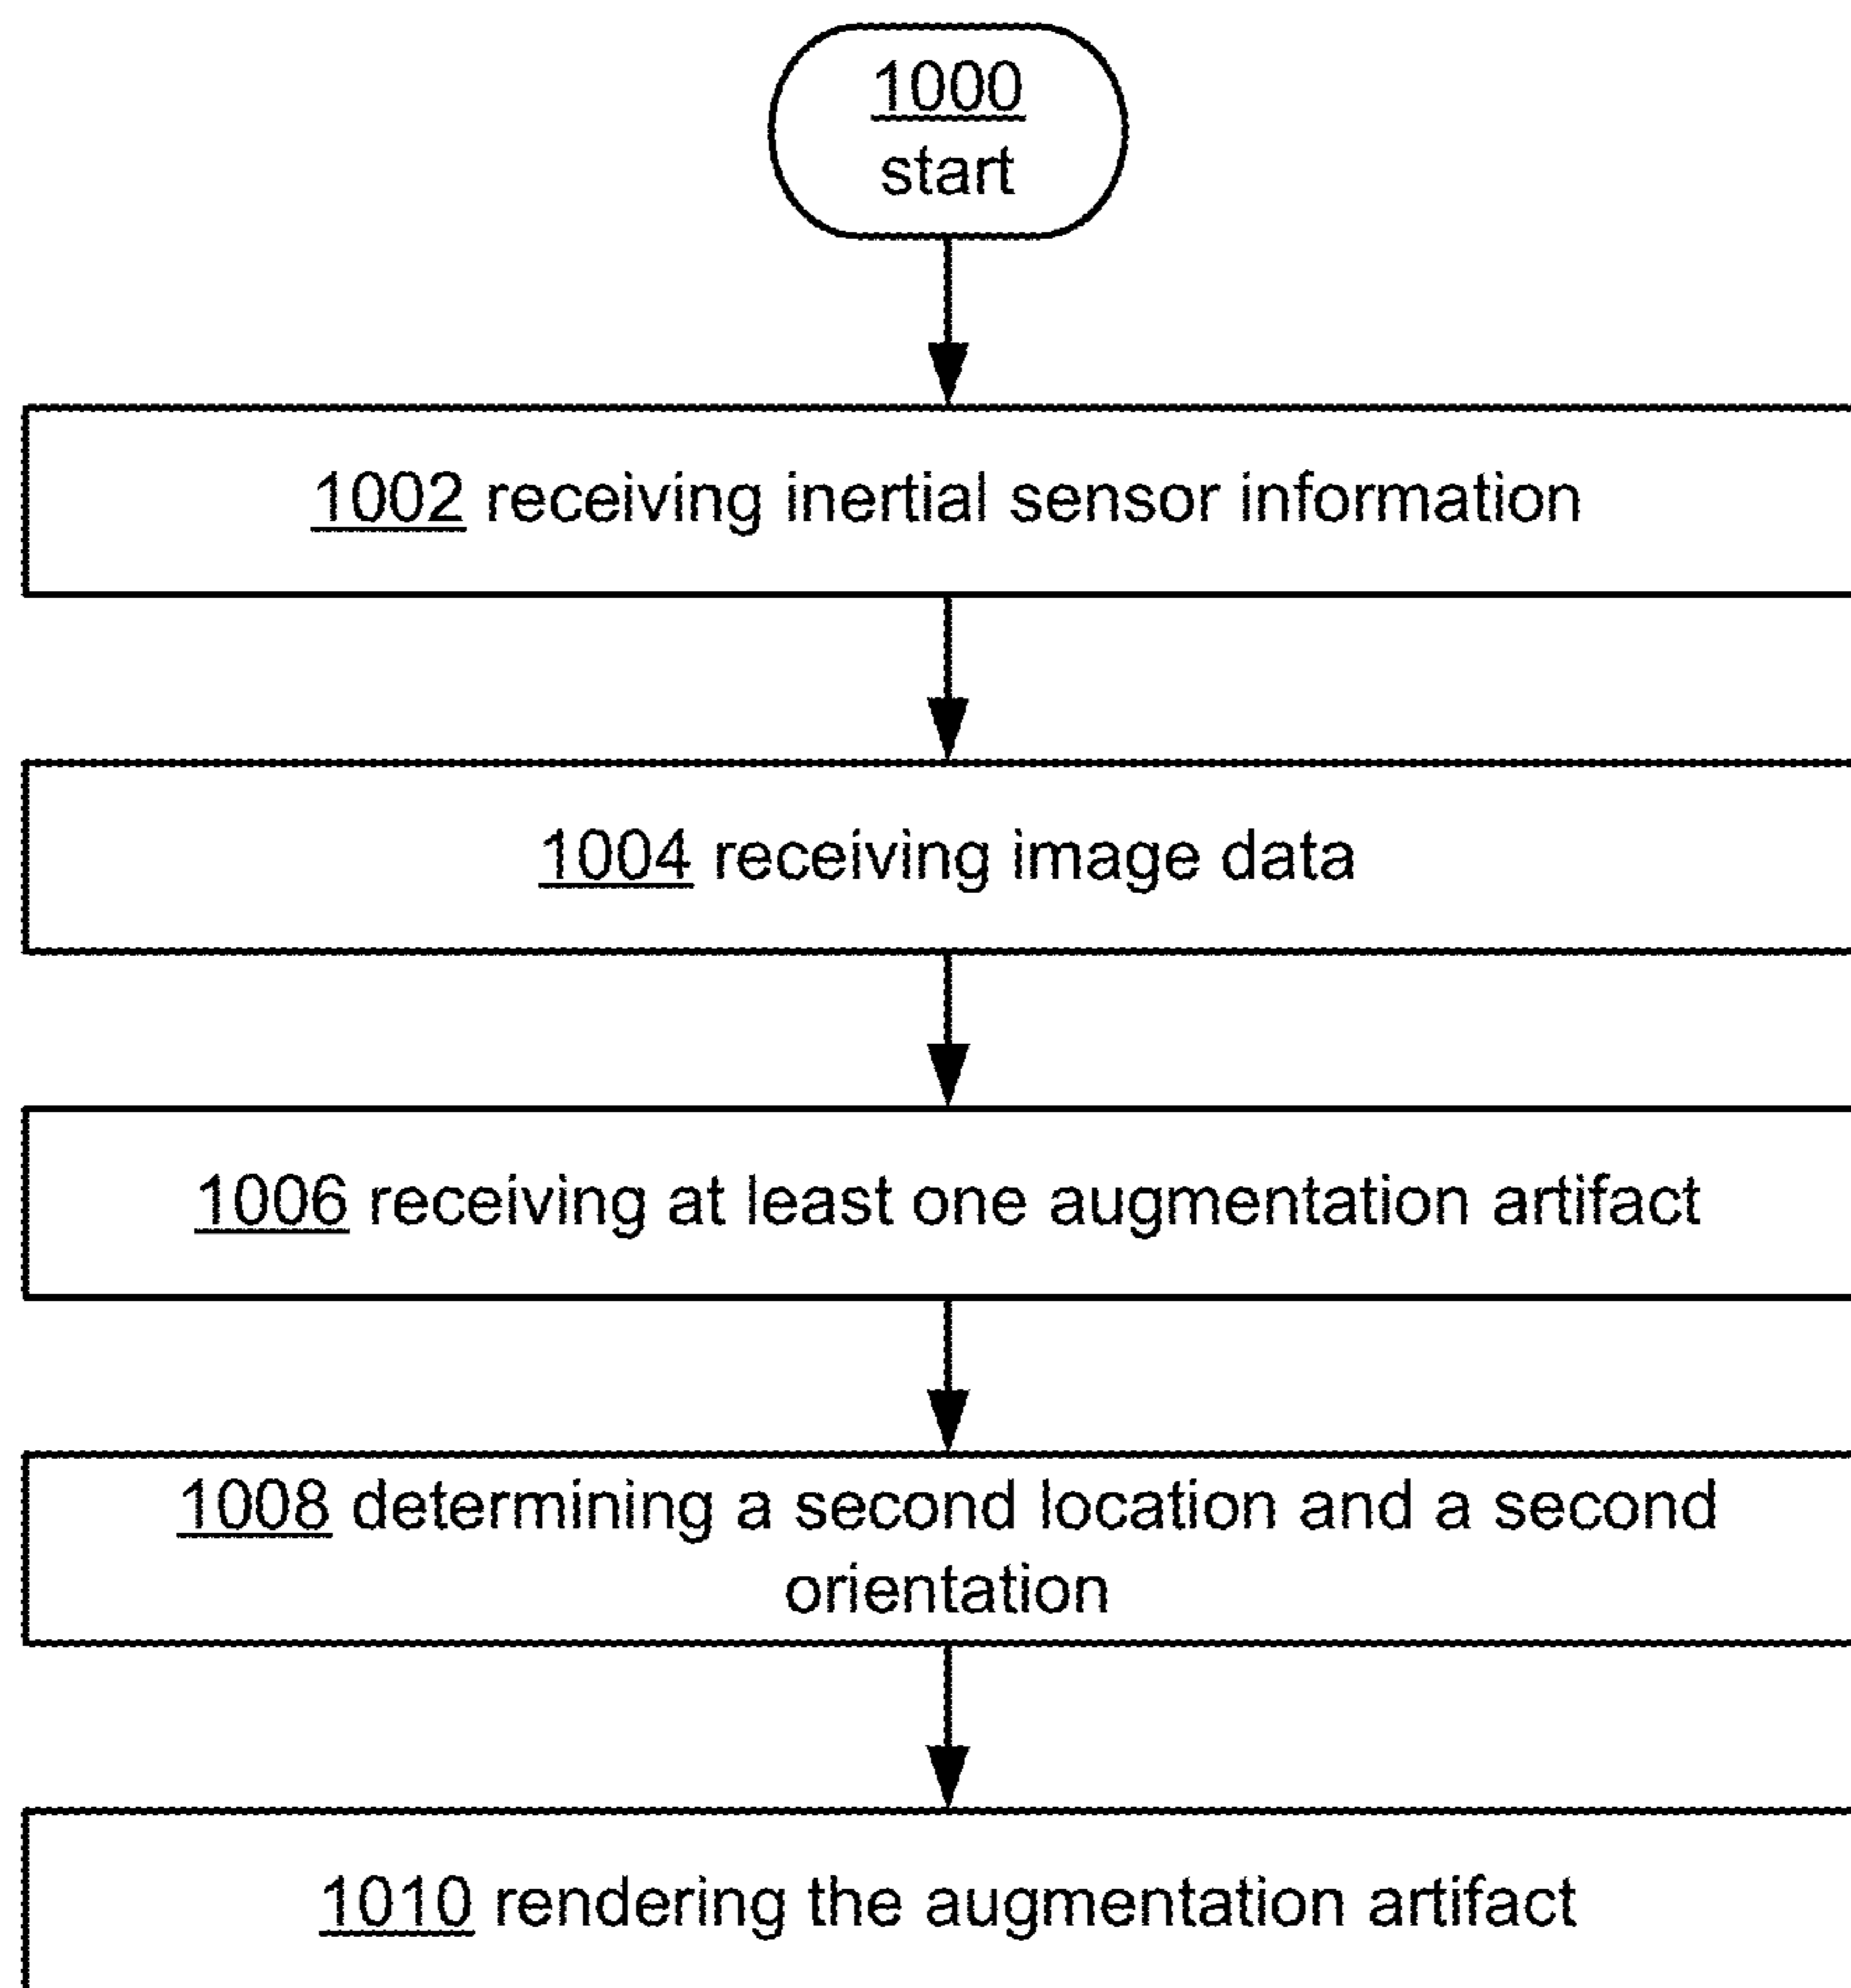 1000
start
1002 receiving inertial sensor information
1004 receiving image data
1006 receiving at least one augmentation artifact
1008 determining a second location and a second
orientation
1010 rendering the augmentation artifact